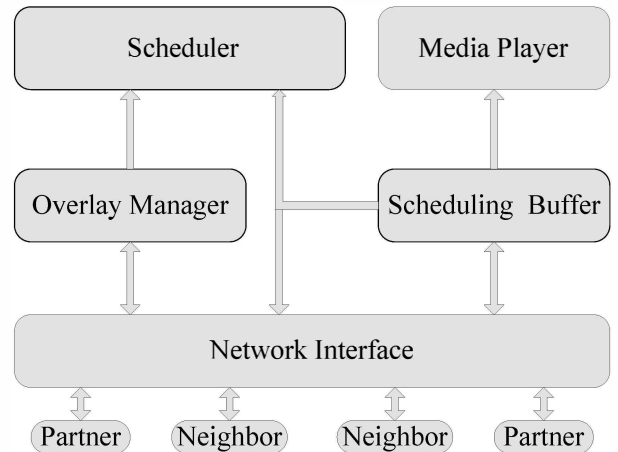 Scheduler
Media Player
Overlay Manager
Scheduling Buffer
Network Interface
Partner
Neighbor
Neighbor
Partner